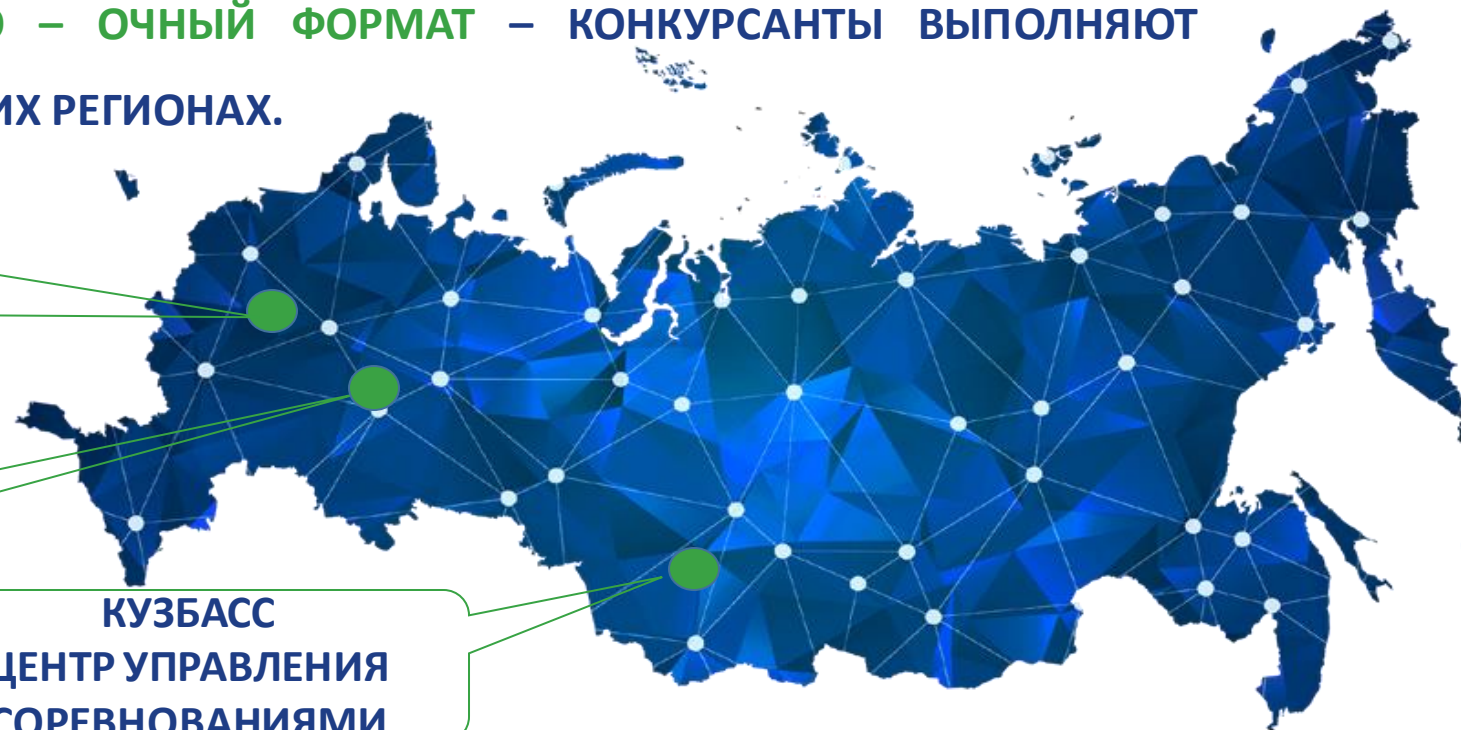 – ОЧНЫЙ ФОРМАТ – КОНКУРСАНТЫ ВЫПОЛНЯЮТ
ИХ РЕГИОНАХ.
КУЗБАСС
ЦЕНТР УПРАВЛЕНИЯ
СОРЕВНОВАНИЯМИ